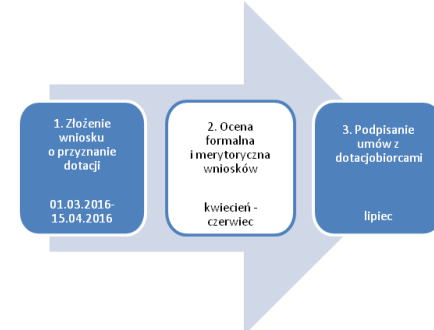 1. Złożenie
wniosku
o przyznanie
dotacji
01.03.2016-
15.04.2016
2. Ocena
formalna
i merytoryczna
wniosków
kwiecień -
czerwiec
3. Podpisanie
umów z
dotacjobiorcami
lipiec